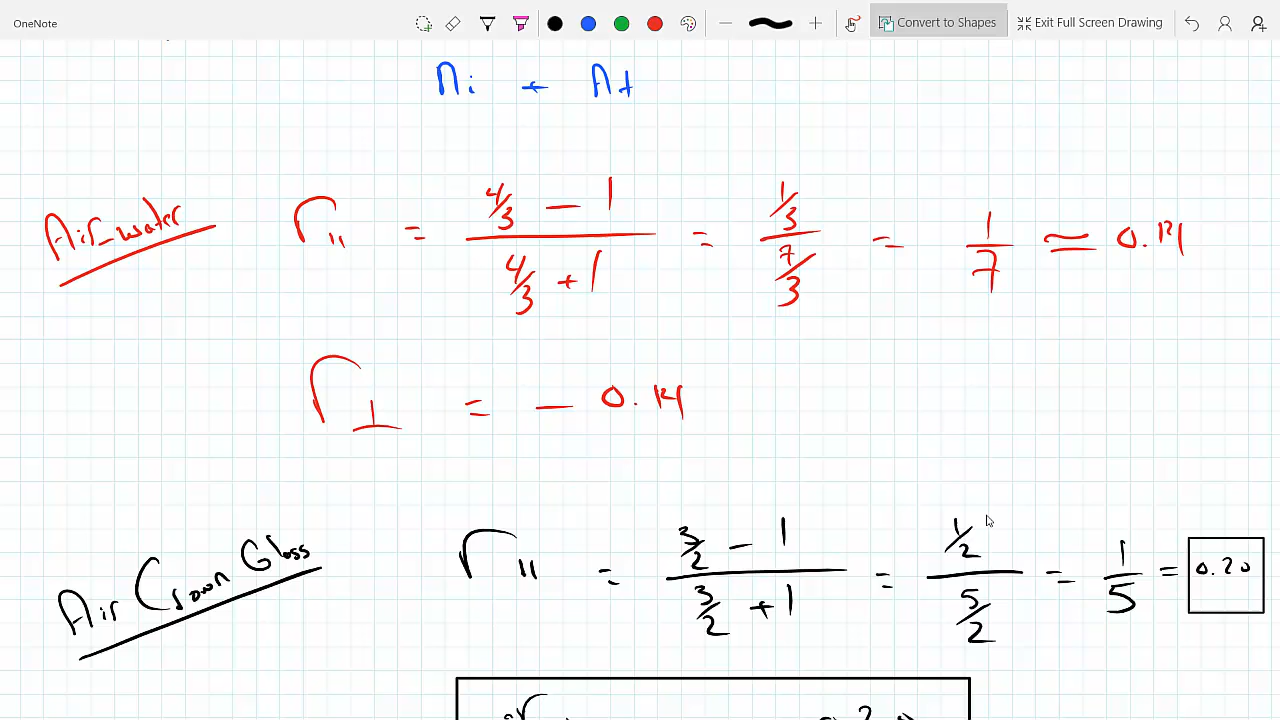 OneNote
Convert to Shapes
Exit Full Screen Drawing
ni + nt
Air-water r∥ = (4/3 − 1)/(4/3 + 1) = (1/3)/(7/3) = 1/7 ≃ 0.14
r⊥ = − 0.14
Air Crown Glass r∥ = (3/2 − 1)/(3/2 + 1) = (1/2)/(5/2) = 1/5 = 0.20